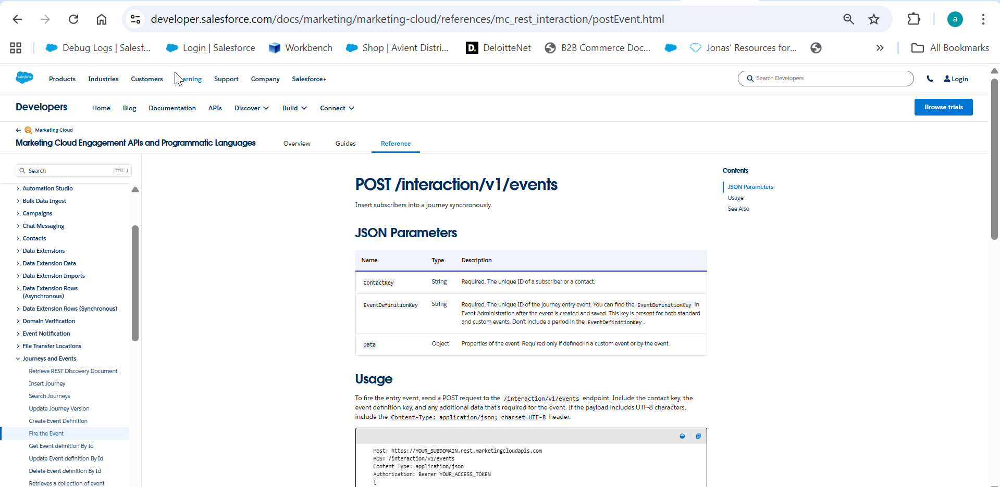 developer.salesforce.com/docs/marketing/marketing-cloud/references/mc_rest_interaction/postEvent.html
a
Debug Logs | Salesf...
Login | Salesforce
Workbench
Shop | Avient Distri...
D.
DeloitteNet
B2B Commerce Doc...
Jonas' Resources for...
All Bookmarks
salesforce
Products
Industries
Customers
arning
Support
Company
Salesforce+
Search Developers
Login
Developers
Home
Blog
Documentation
APIs
Discover
Build
Connect
Browse trials
Marketing Cloud
Marketing Cloud Engagement APIs and Programmatic Languages
Overview
Guides
Reference
Search
CTRL J
Automation Studio
Bulk Data Ingest
Campaigns
Chat Messaging
Contacts
Data Extensions
Data Extension Data
Data Extension Imports
Data Extension Rows
(Asynchronous)
Data Extension Rows (Synchronous)
Domain Verification
Event Notification
File Transfer Locations
Journeys and Events
Retrieve REST Discovery Document
Insert Journey
Search Journeys
Update Journey Version
Create Event Definition
Fire the Event
Get Event definition By Id
Update Event definition By Id
Delete Event definition By Id
Retrieves a collection of event
POST /interaction/v1/events
Insert subscribers into a journey synchronously.
JSON Parameters
Name Type Description
ContactKey String Required. The unique ID of a subscriber or a contact.
EventDefinitionKey String Required. The unique ID of the journey entry event. You can find the EventDefinitionKey in
Event Administration after the event is created and saved. This key is present for both standard
and custom events. Don't include a period in the EventDefinitionKey.
Data Object Properties of the event. Required only if defined in a custom event or by the event.
Usage
To fire the entry event, send a POST request to the /interaction/v1/events endpoint. Include the contact key, the
event definition key, and any additional data that's required for the event. If the payload includes UTF-8 characters,
include the Content-Type: application/json; charset=UTF-8 header.
Host: https://YOUR_SUBDOMAIN.rest.marketingcloudapis.com
POST /interaction/v1/events
Content-Type: application/json
Authorization: Bearer YOUR_ACCESS_TOKEN
{
Contents
JSON Parameters
Usage
See Also